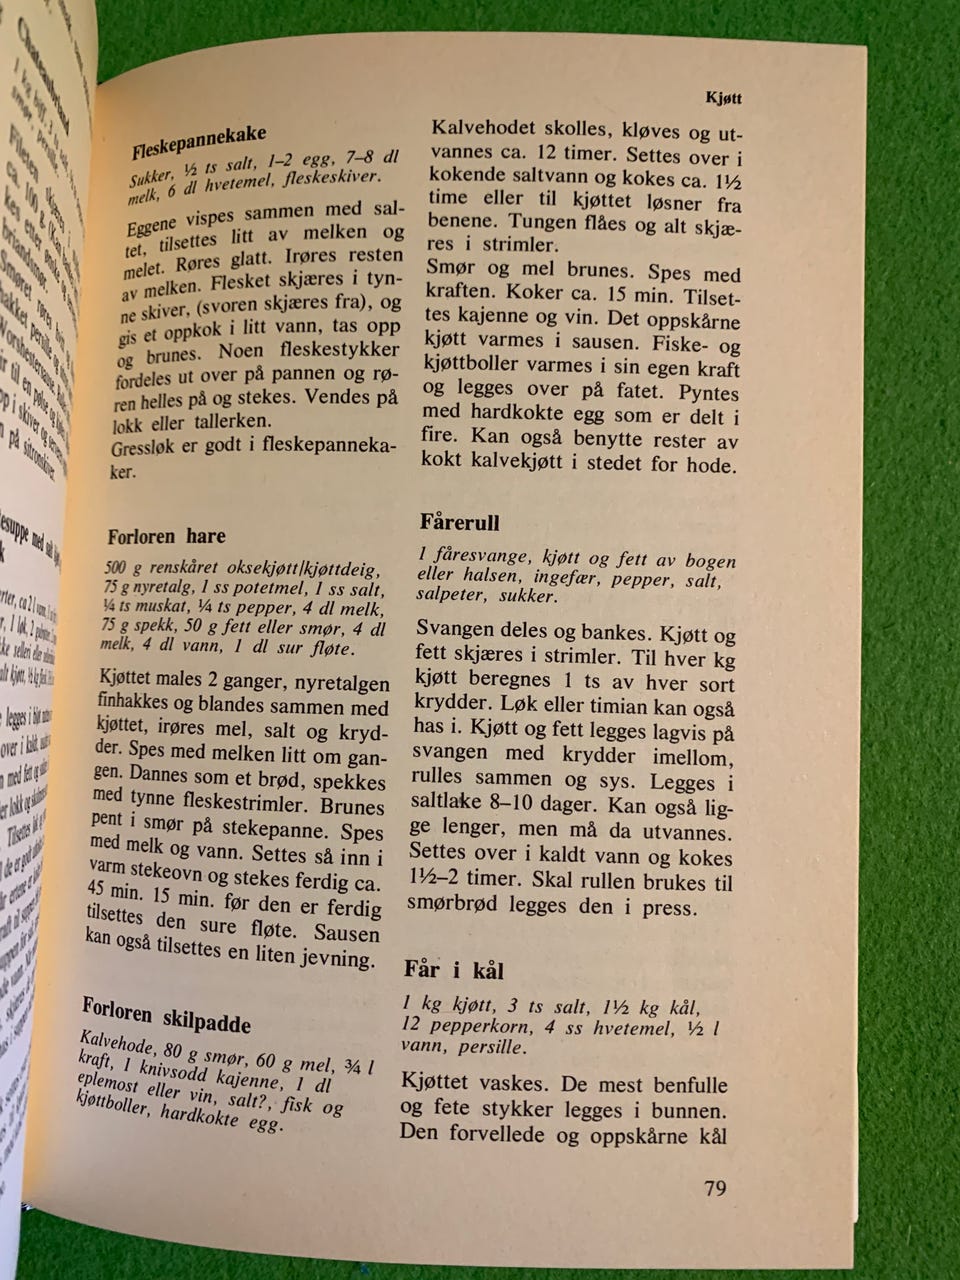 Kjøtt
Fleskepannekake
Sukker, ½ ts salt, 1–2 egg, 7–8 dl
melk, 6 dl hvetemel, fleskeskiver.
Eggene vispes sammen med sal-
tet, tilsettes litt av melken og
melet. Røres glatt. Irøres resten
av melken. Flesket skjæres i tyn-
ne skiver, (svoren skjæres fra), og
gis et oppkok i litt vann, tas opp
og brunes. Noen fleskestykker
fordeles ut over på pannen og rø-
ren helles på og stekes. Vendes på
lokk eller tallerken.
Gressløk er godt i fleskepanneka-
ker.
Forloren hare
500 g renskåret oksekjøtt/kjøttdeig,
75 g nyretalg, 1 ss potetmel, 1 ss salt,
¼ ts muskat, ¼ ts pepper, 4 dl melk,
75 g spekk, 50 g fett eller smør, 4 dl
melk, 4 dl vann, 1 dl sur fløte.
Kjøttet males 2 ganger, nyretalgen
finhakkes og blandes sammen med
kjøttet, irøres mel, salt og kryd-
der. Spes med melken litt om gan-
gen. Dannes som et brød, spekkes
med tynne fleskestrimler. Brunes
pent i smør på stekepanne. Spes
med melk og vann. Settes så inn i
varm stekeovn og stekes ferdig ca.
45 min. 15 min. før den er ferdig
tilsettes den sure fløte. Sausen
kan også tilsettes en liten jevning.
Forloren skilpadde
Kalvehode, 80 g smør, 60 g mel, ¾ l
kraft, 1 knivsodd kajenne, 1 dl
eplemost eller vin, salt?, fisk og
kjøttboller, hardkokte egg.
Kalvehodet skolles, kløves og ut-
vannes ca. 12 timer. Settes over i
kokende saltvann og kokes ca. 1½
time eller til kjøttet løsner fra
benene. Tungen flåes og alt skjæ-
res i strimler.
Smør og mel brunes. Spes med
kraften. Koker ca. 15 min. Tilset-
tes kajenne og vin. Det oppskårne
kjøtt varmes i sausen. Fiske- og
kjøttboller varmes i sin egen kraft
og legges over på fatet. Pyntes
med hardkokte egg som er delt i
fire. Kan også benytte rester av
kokt kalvekjøtt i stedet for hode.
Fårerull
1 fåresvange, kjøtt og fett av bogen
eller halsen, ingefær, pepper, salt,
salpeter, sukker.
Svangen deles og bankes. Kjøtt og
fett skjæres i strimler. Til hver kg
kjøtt beregnes 1 ts av hver sort
krydder. Løk eller timian kan også
has i. Kjøtt og fett legges lagvis på
svangen med krydder imellom,
rulles sammen og sys. Legges i
saltlake 8–10 dager. Kan også lig-
ge lenger, men må da utvannes.
Settes over i kaldt vann og kokes
1½–2 timer. Skal rullen brukes til
smørbrød legges den i press.
Får i kål
1 kg kjøtt, 3 ts salt, 1½ kg kål,
12 pepperkorn, 4 ss hvetemel, ½ l
vann, persille.
Kjøttet vaskes. De mest benfulle
og fete stykker legges i bunnen.
Den forvellede og oppskårne kål
79